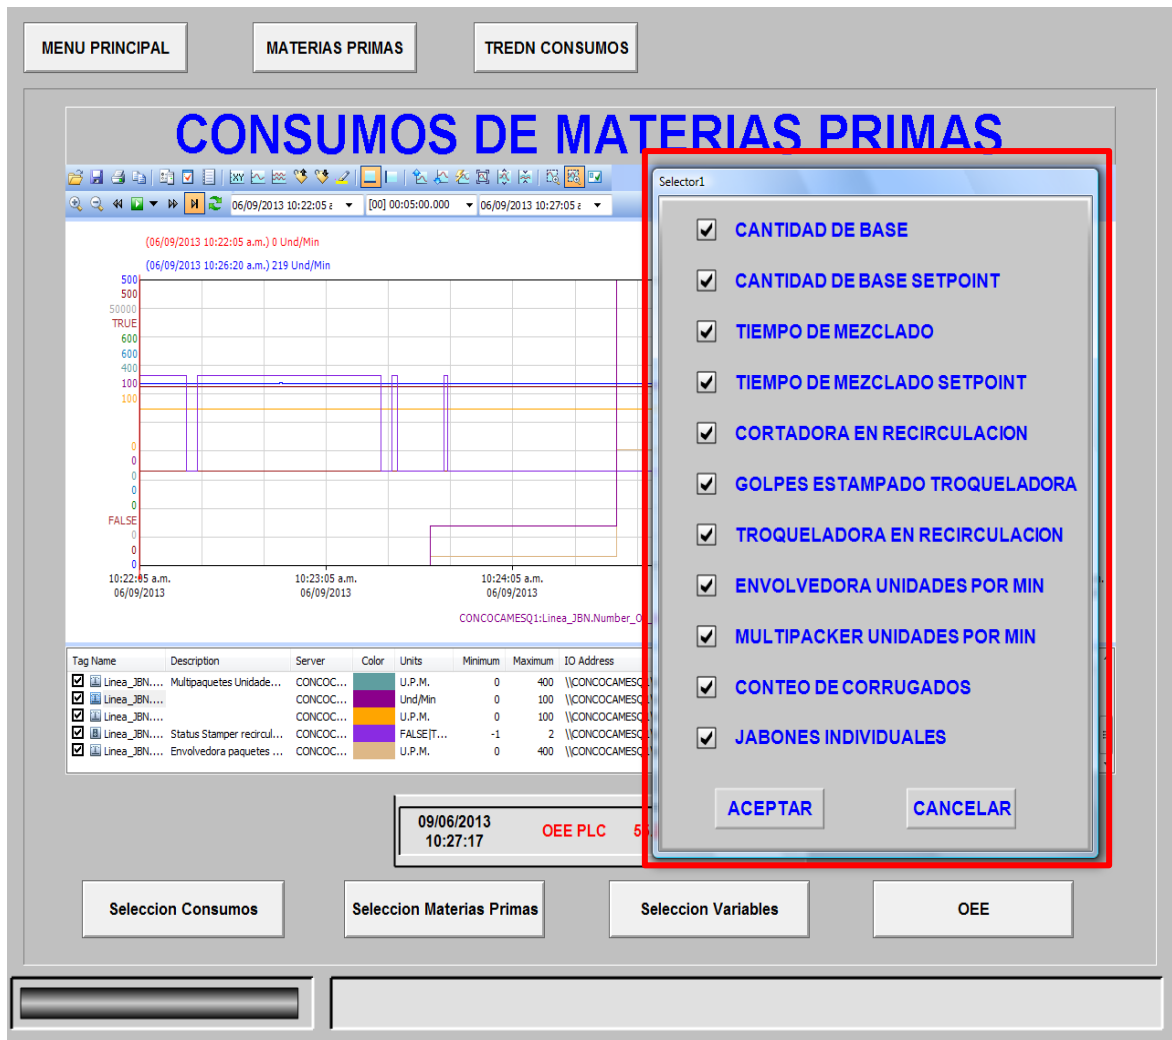 MENU PRINCIPAL
MATERIAS PRIMAS
TREDN CONSUMOS
CONSUMOS DE MATERIAS PRIMAS
06/09/2013 10:22:05 a
[00] 00:05:00.000
06/09/2013 10:27:05 a
(06/09/2013 10:22:05 a.m.) 0 Und/Min
(06/09/2013 10:26:20 a.m.) 219 Und/Min
500
500
50000
TRUE
600
600
400
100
100
0
0
0
0
0
FALSE
0
0
0
10:22:05 a.m.
06/09/2013
10:23:05 a.m.
06/09/2013
10:24:05 a.m.
06/09/2013
CONCOCAMESQ1:Linea_JBN.Number_O
Tag Name Description Server Color Units Minimum Maximum IO Address
Linea_JBN.... Multipaquetes Unidade... CONCOC... U.P.M. 0 400 \\CONCOCAMESQ
Linea_JBN.... CONCOC... Und/Min 0 100 \\CONCOCAMESQ
Linea_JBN.... CONCOC... U.P.M. 0 100 \\CONCOCAMESQ
Linea_JBN.... Status Stamper recircul... CONCOC... FALSE|T... -1 2 \\CONCOCAMESQ
Linea_JBN.... Envolvedora paquetes ... CONCOC... U.P.M. 0 400 \\CONCOCAMESQ
Selector1
CANTIDAD DE BASE
CANTIDAD DE BASE SETPOINT
TIEMPO DE MEZCLADO
TIEMPO DE MEZCLADO SETPOINT
CORTADORA EN RECIRCULACION
GOLPES ESTAMPADO TROQUELADORA
TROQUELADORA EN RECIRCULACION
ENVOLVEDORA UNIDADES POR MIN
MULTIPACKER UNIDADES POR MIN
CONTEO DE CORRUGADOS
JABONES INDIVIDUALES
ACEPTAR
CANCELAR
09/06/2013
10:27:17
OEE PLC
Seleccion Consumos
Seleccion Materias Primas
Seleccion Variables
OEE